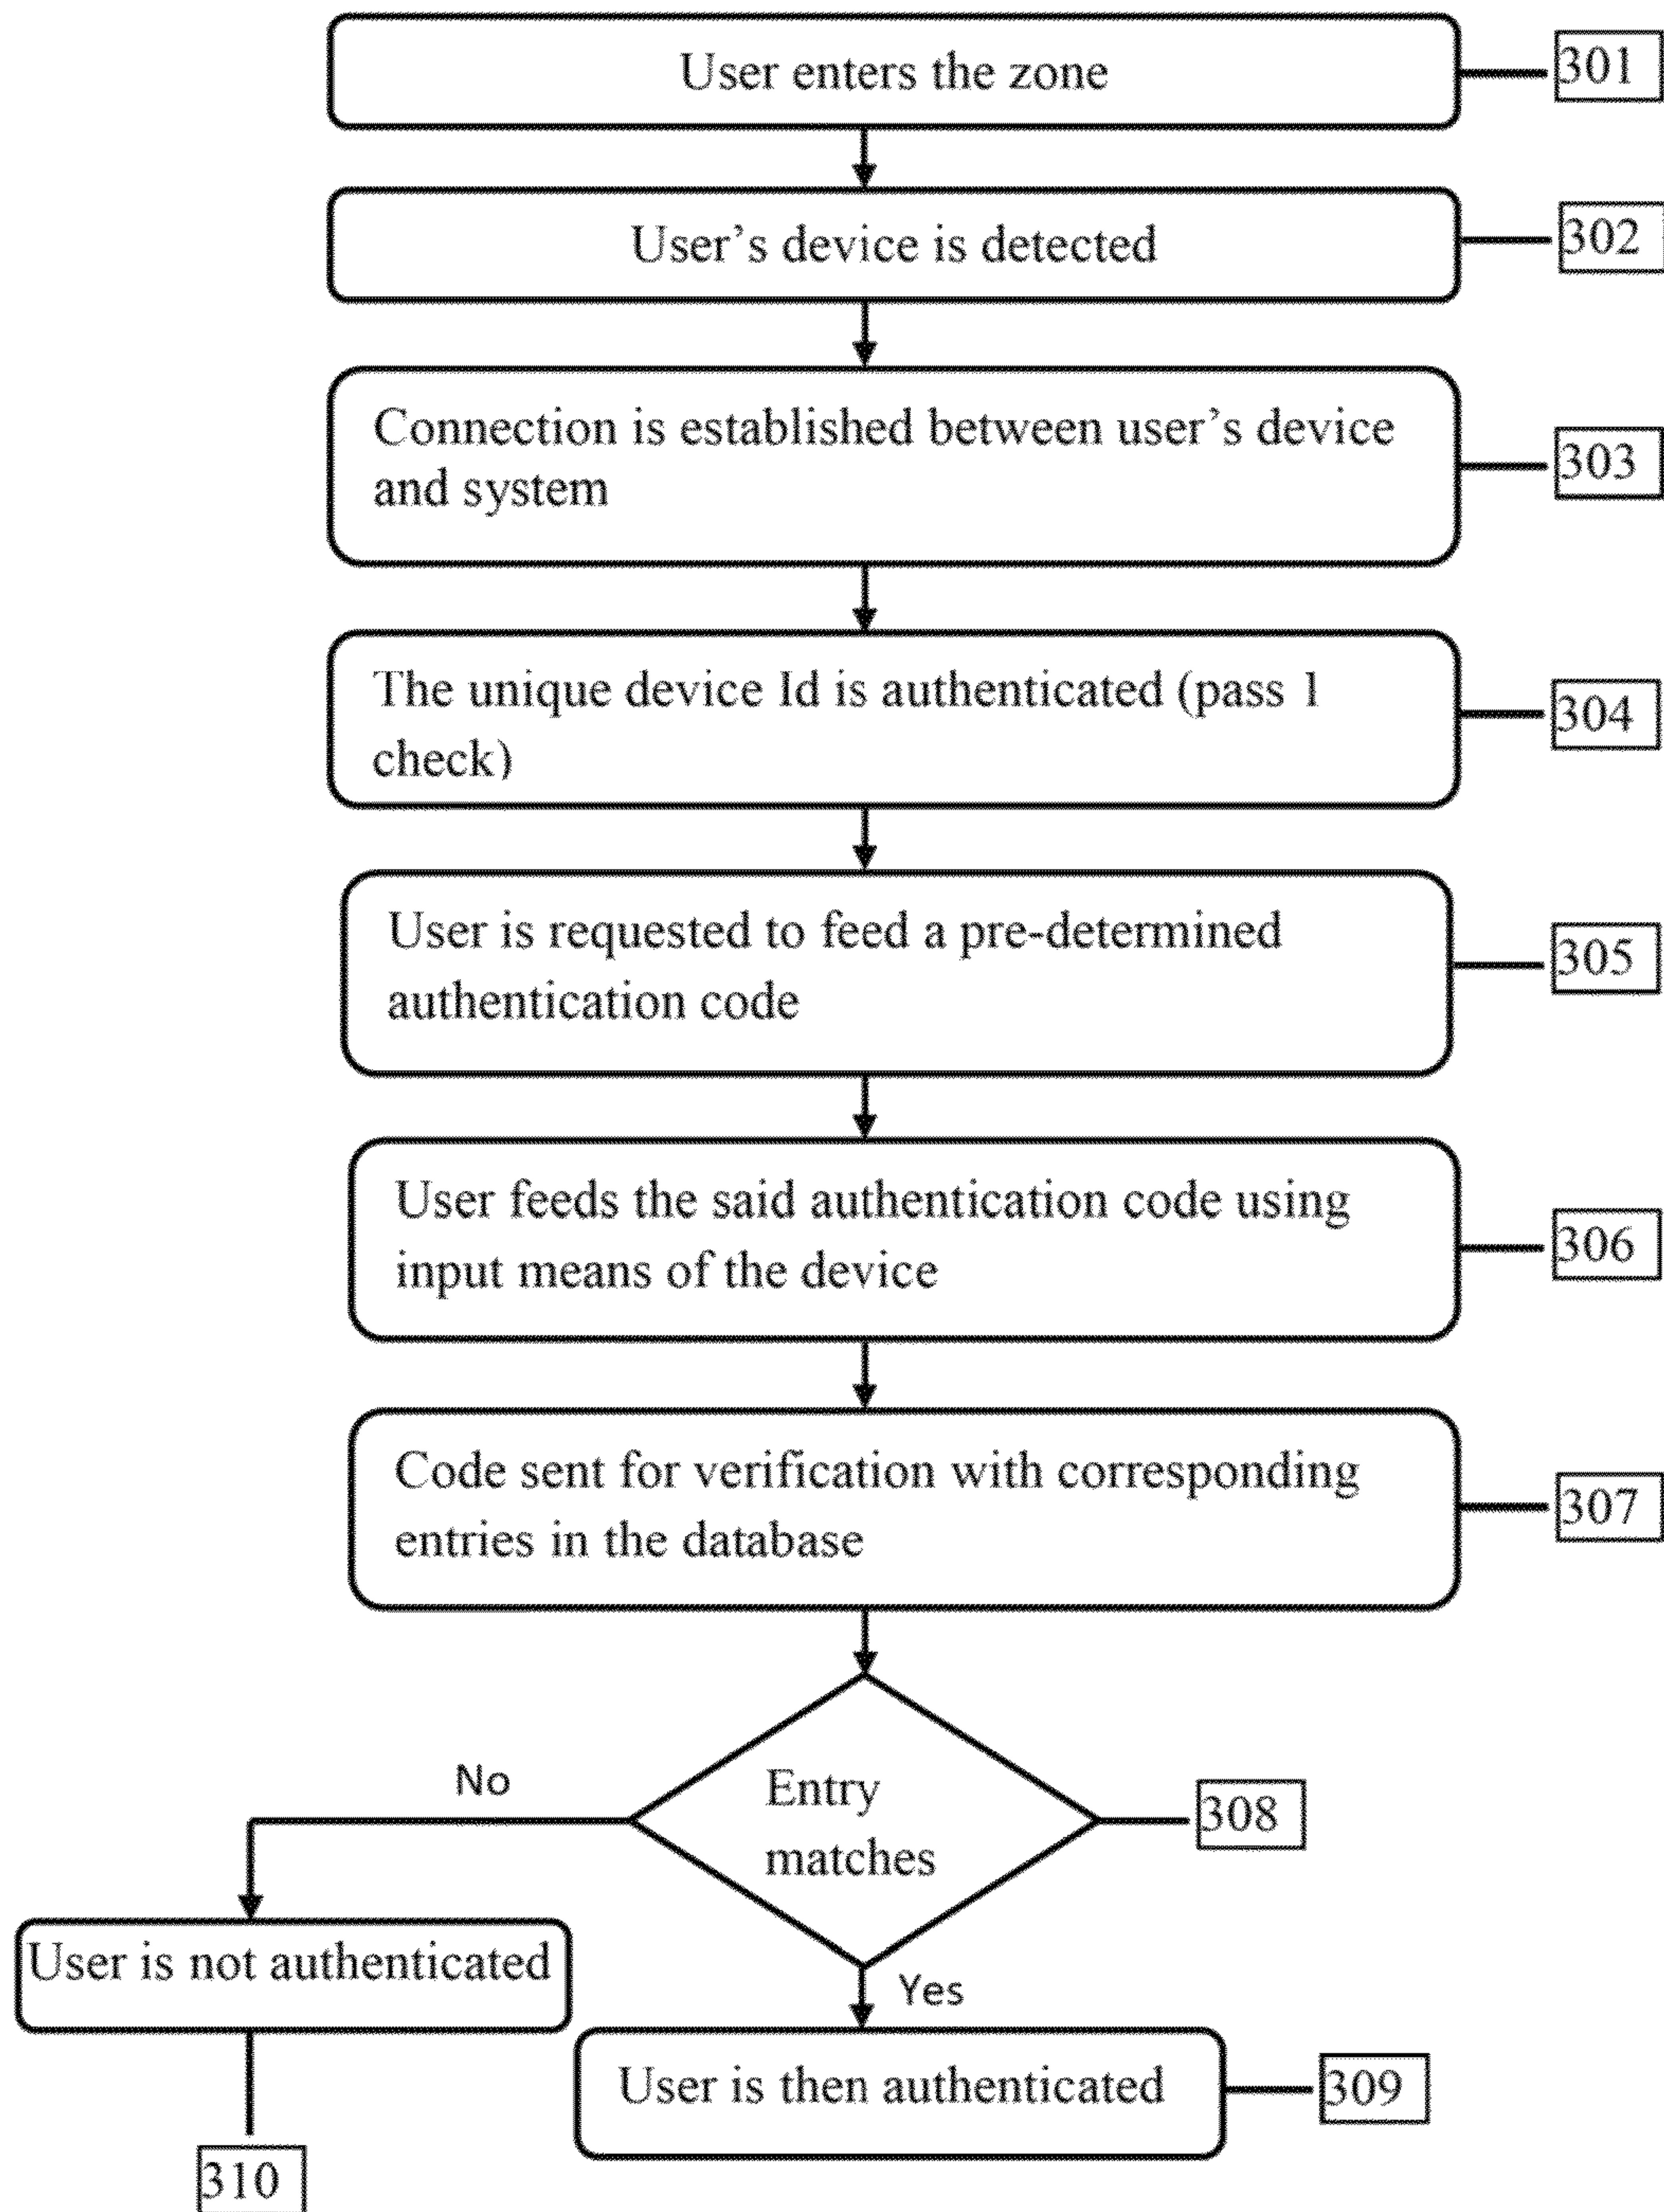 User enters the zone
301
User’s device is detected
302
Connection is established between user’s device
and system
303
The unique device Id is authenticated (pass 1
check)
304
User is requested to feed a pre-determined
authentication code
305
User feeds the said authentication code using
input means of the device
306
Code sent for verification with corresponding
entries in the database
307
No
Entry
matches
308
User is not authenticated
Yes
User is then authenticated
309
310